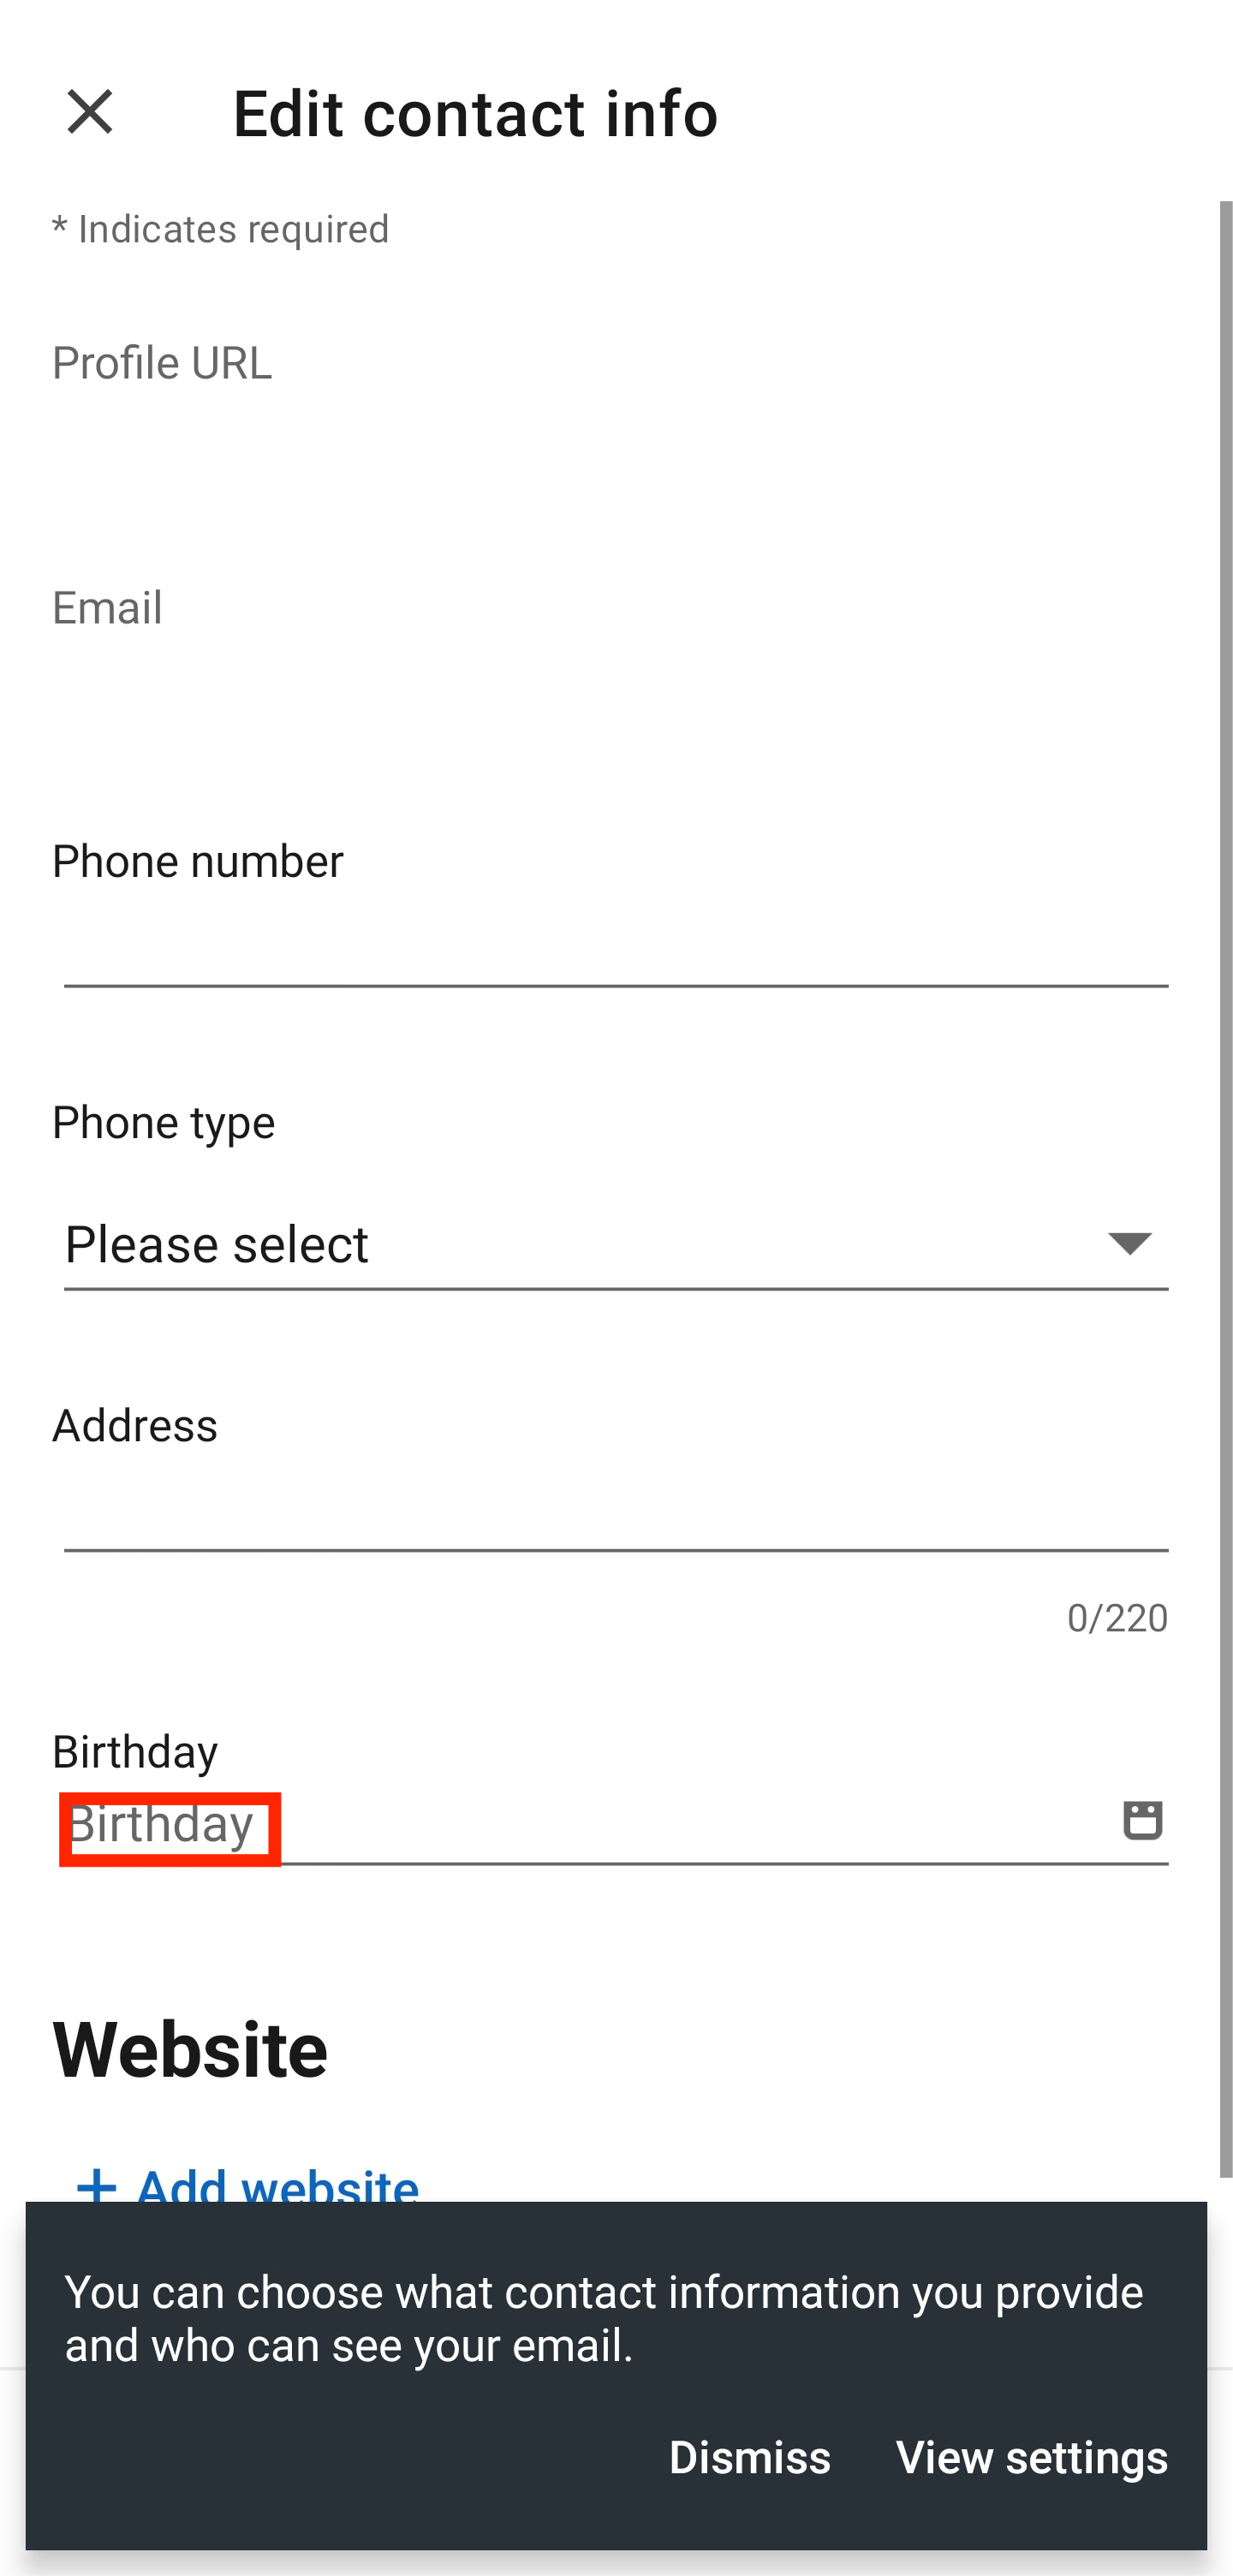 Edit contact info
* Indicates required
Profile URL
Email
Phone number
Phone type
Please select
Address
0/220
Birthday
Birthday
Website
+ Add website
You can choose what contact information you provide
and who can see your email.
Dismiss View settings